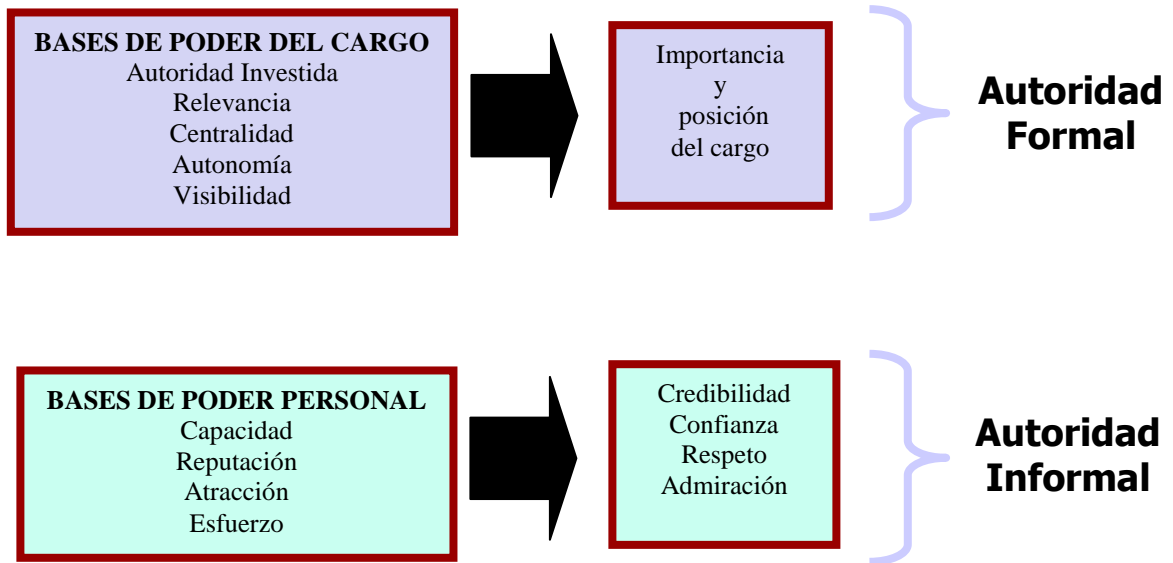 BASES DE PODER DEL CARGO
Autoridad Investida
Relevancia
Centralidad
Autonomía
Visibilidad
Importancia
y
posición
del cargo
Autoridad
Formal
BASES DE PODER PERSONAL
Capacidad
Reputación
Atracción
Esfuerzo
Credibilidad
Confianza
Respeto
Admiración
Autoridad
Informal